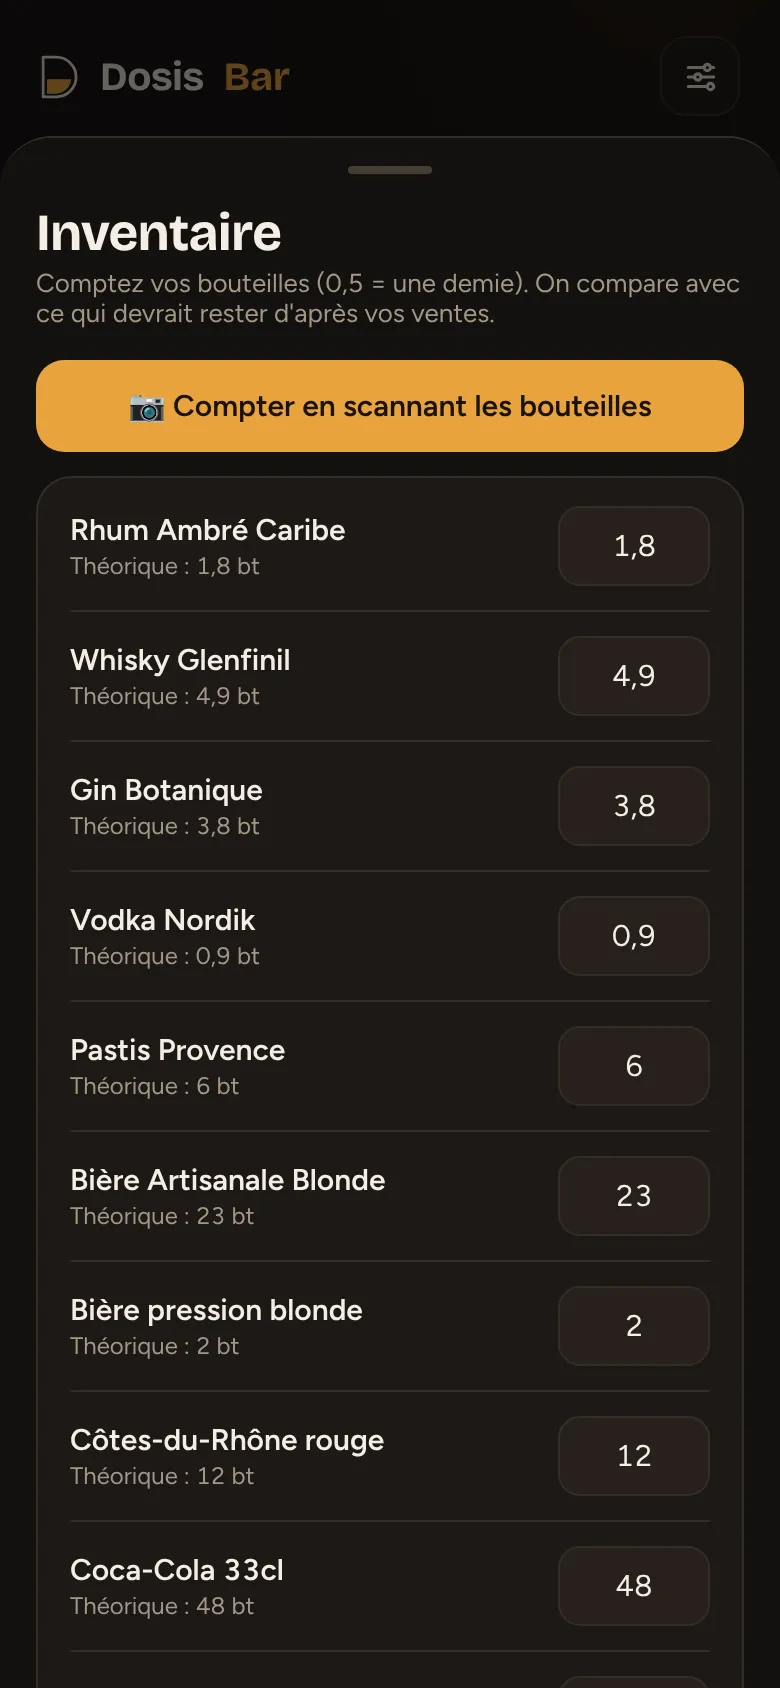 Dosis Bar
Inventaire
Comptez vos bouteilles (0,5 = une demie). On compare avec
ce qui devrait rester d'après vos ventes.
📷 Compter en scannant les bouteilles
Rhum Ambré Caribe
Théorique : 1,8 bt
1,8
Whisky Glenfinil
Théorique : 4,9 bt
4,9
Gin Botanique
Théorique : 3,8 bt
3,8
Vodka Nordik
Théorique : 0,9 bt
0,9
Pastis Provence
Théorique : 6 bt
6
Bière Artisanale Blonde
Théorique : 23 bt
23
Bière pression blonde
Théorique : 2 bt
2
Côtes-du-Rhône rouge
Théorique : 12 bt
12
Coca-Cola 33cl
Théorique : 48 bt
48